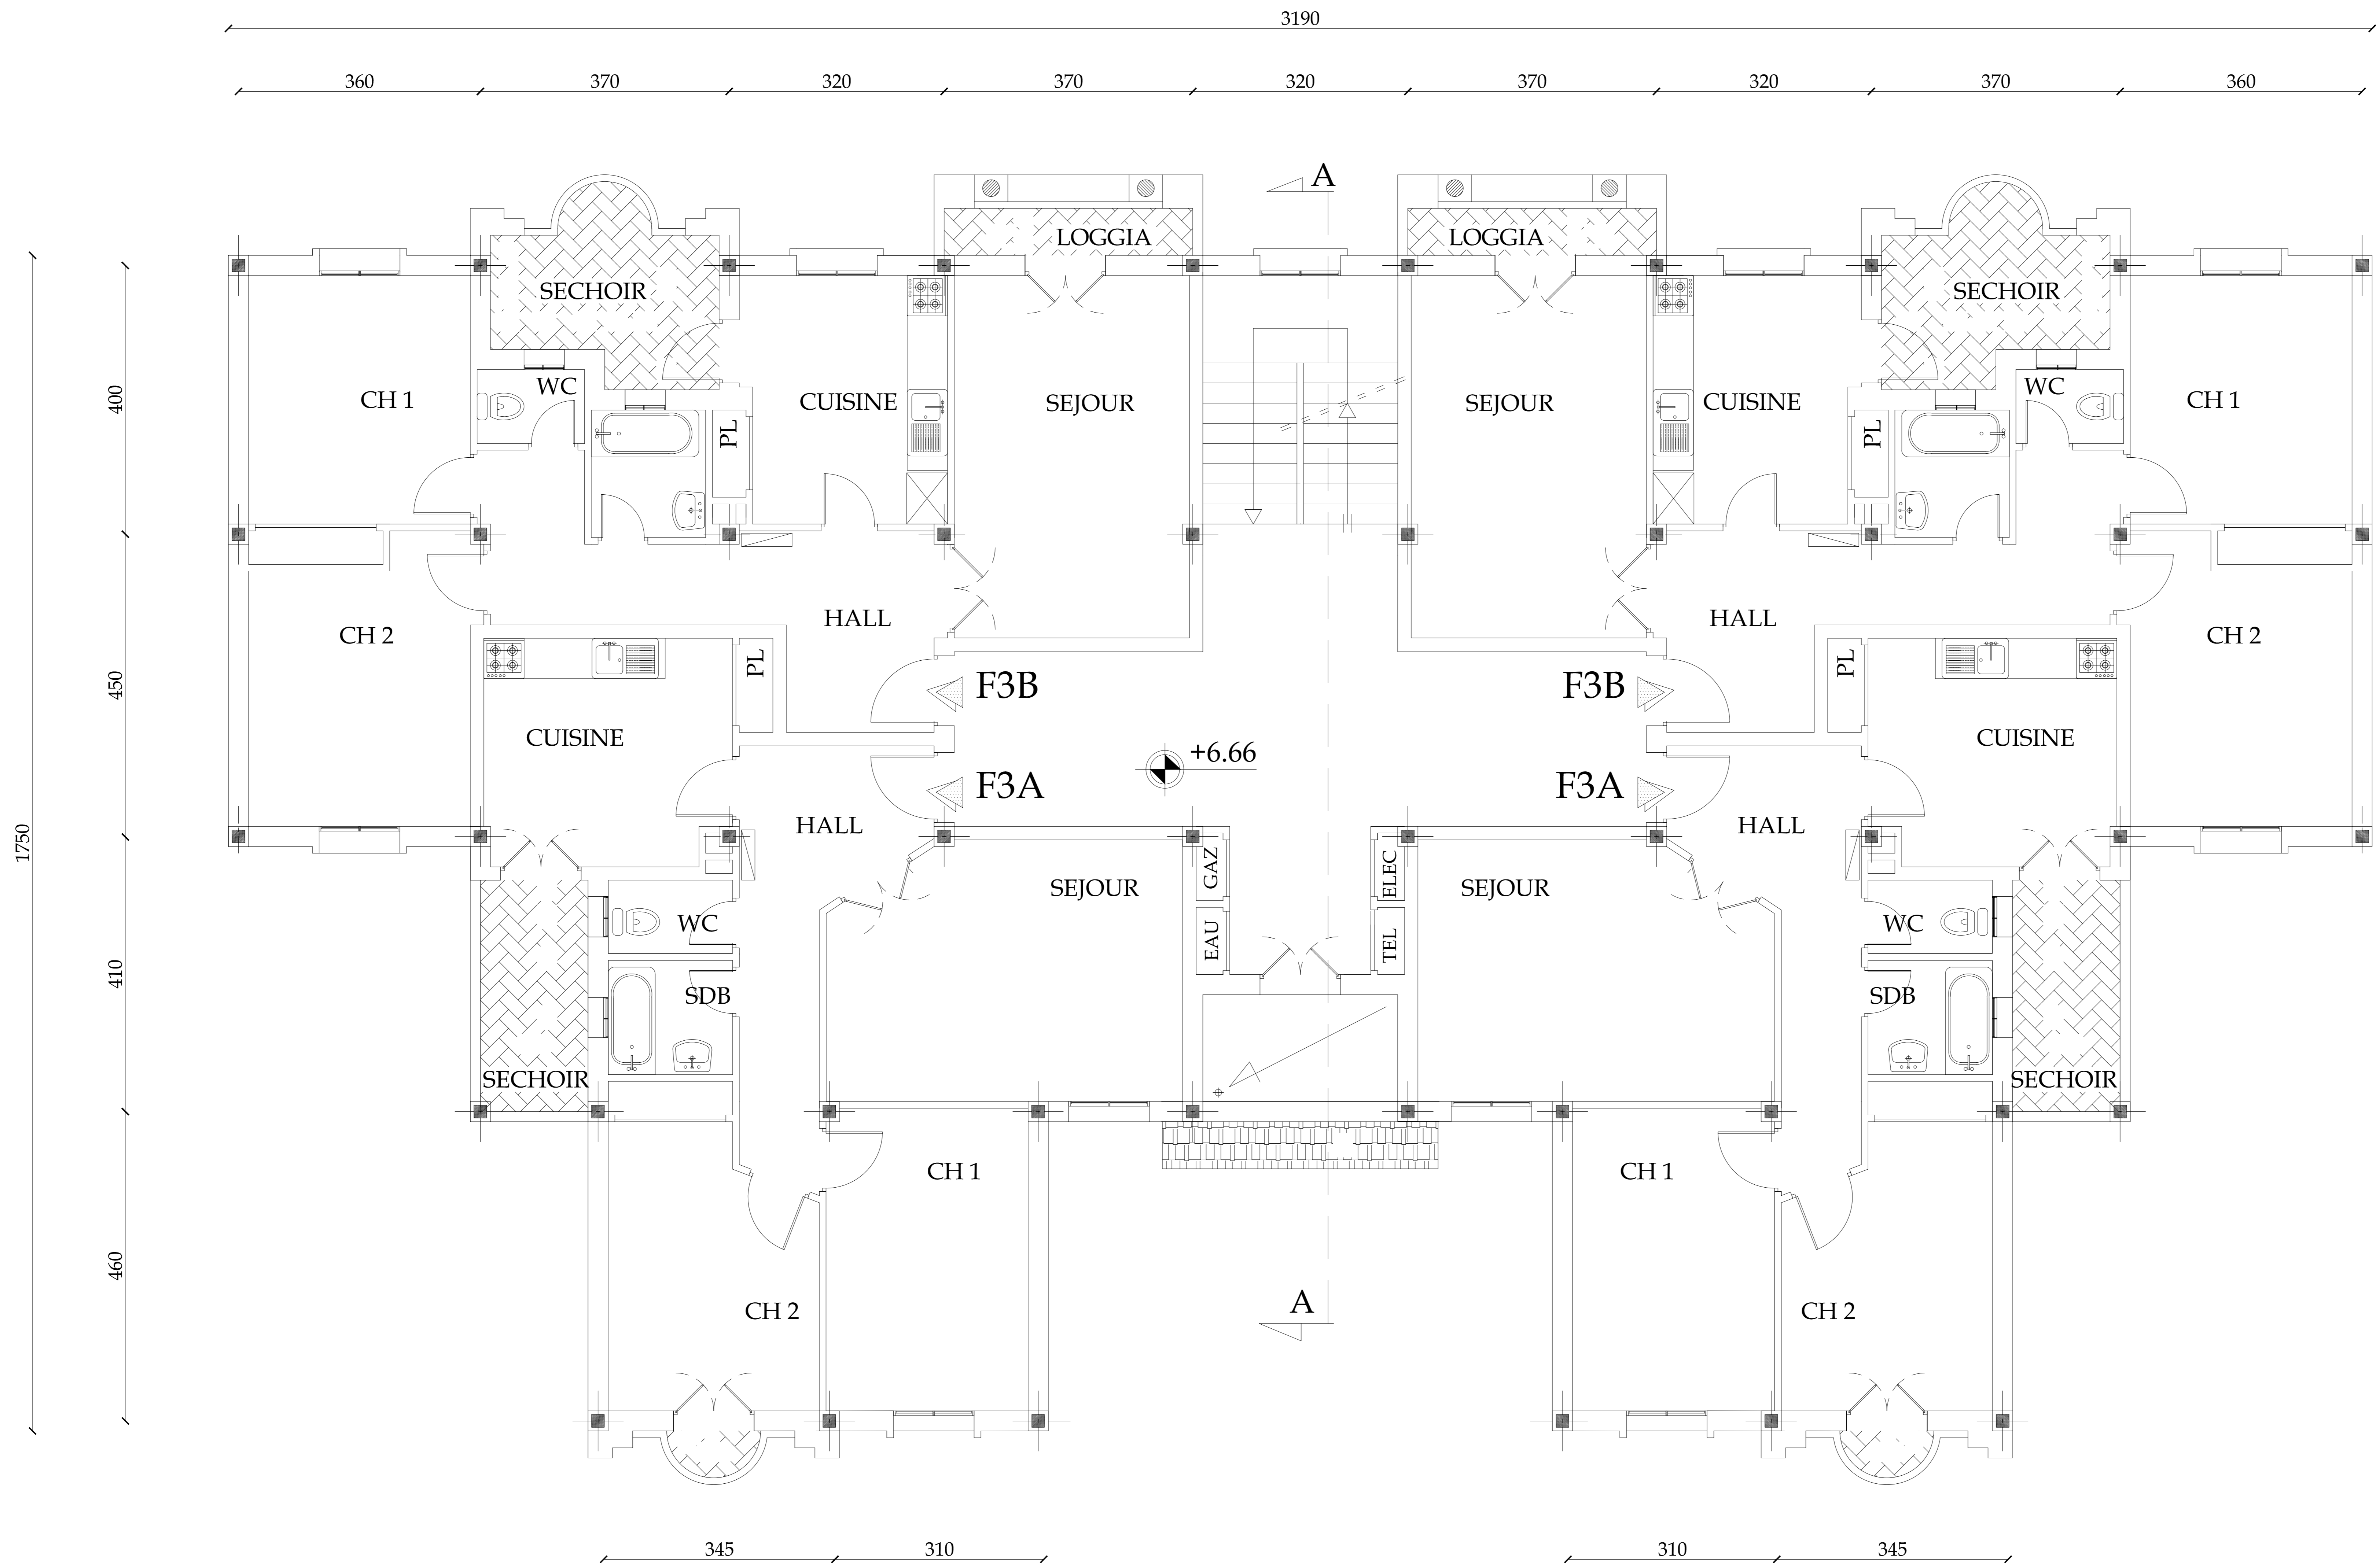 3190
360 370 320 370 320 370 320 370 360
A
LOGGIA LOGGIA
SECHOIR SECHOIR
WC WC
CH 1 CUISINE SEJOUR SEJOUR CUISINE CH 1
400
PL PL
HALL HALL
CH 2 CH 2
PL PL
450
F3B F3B
CUISINE CUISINE
+6.66
F3A F3A
HALL HALL
1750
GAZ ELEC
SEJOUR SEJOUR
WC WC
EAU TEL
410
SDB SDB
SECHOIR SECHOIR
CH 1 CH 1
460
A
CH 2 CH 2
345 310 310 345